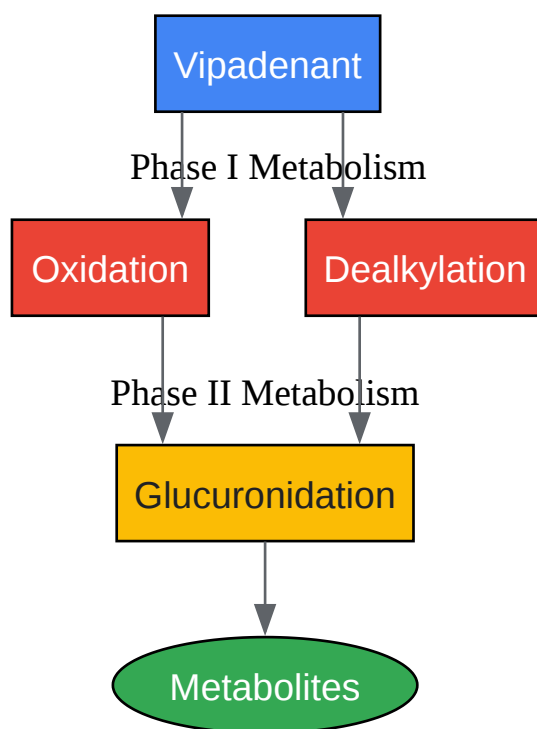 Vipadenant
Phase I Metabolism
Oxidation
Dealkylation
Phase II Metabolism
Glucuronidation
Metabolites